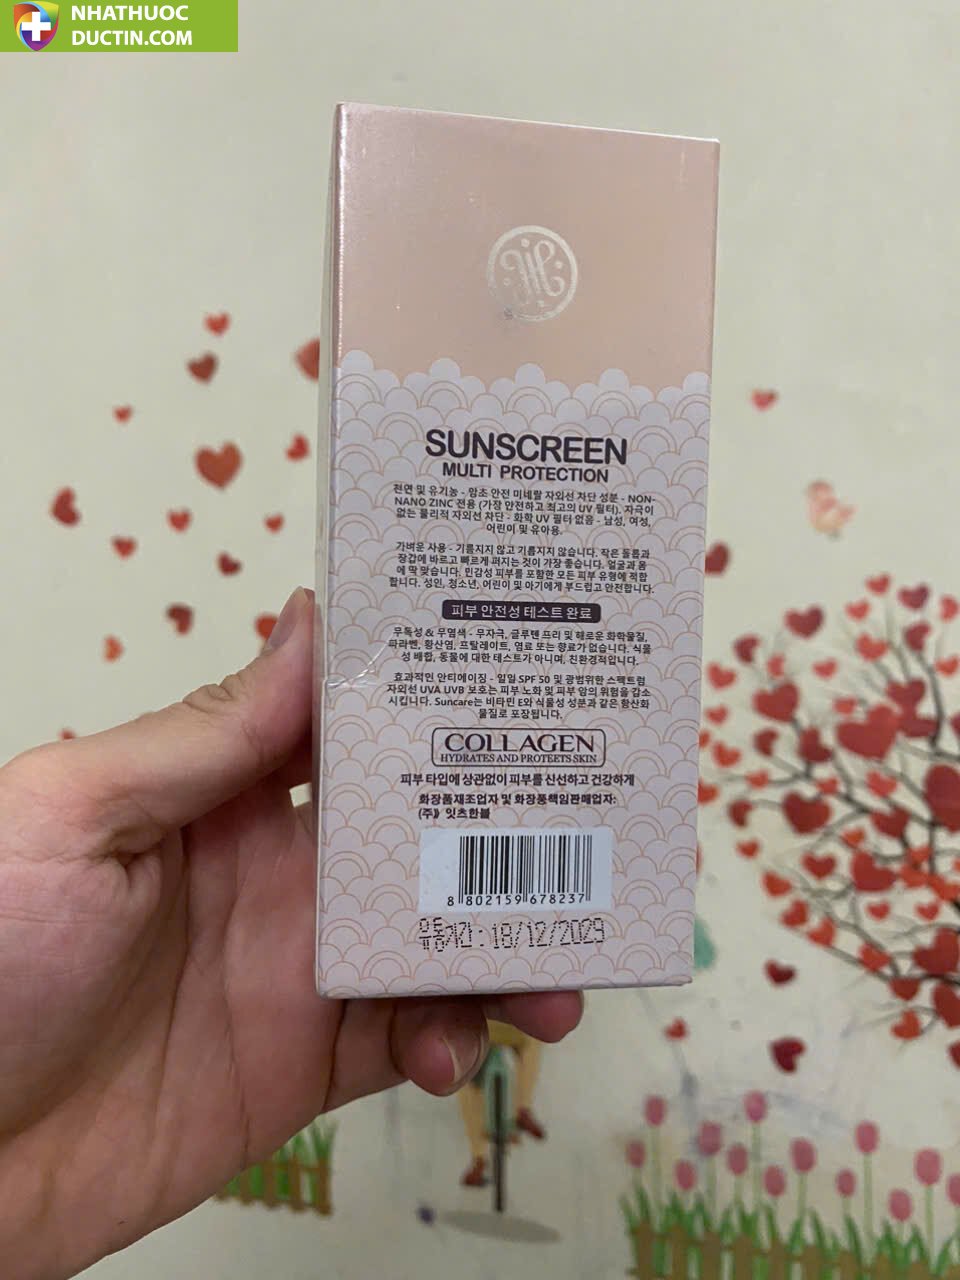 NHATHUOC
DUCTIN.COM
SUNSCREEN
MULTI PROTECTION
천연 및 유기농 - 암초 안전 미네랄 자외선 차단 성분 - NON-
NANO ZINC 전용 (가장 안전하고 최고의 UV 필터). 자극이
없는 물리적 자외선 차단 - 화학 UV 필터 없음 - 남성, 여성,
어린이 및 유아용.
가벼운 사용 - 기름지지 않고 기름지지 않습니다. 작은 돌름과
장갑에 바르고 빠르게 펴지는 것이 가장 좋습니다. 얼굴과 몸
에 딱 맞습니다. 민감성 피부를 포함한 모든 피부 유형에 적합
합니다. 성인, 청소년, 어린이 및 아기에게 부드럽고 안전합니다.
피부 안전성 테스트 완료
무독성 & 무염색 - 무자극, 글루텐 프리 및 해로운 화학물질,
파라벤, 황산염, 프탈레이트, 염료 또는 향료가 없습니다. 식물
성 배합, 동물에 대한 테스트가 아니며, 친환경적입니다.
효과적인 안티에이징 - 일일 SPF 50 및 광범위한 스펙트럼
자외선 UVA UVB 보호는 피부 노화 및 피부 암의 위험을 감소
시킵니다. Suncare는 비타민 E와 식물성 성분과 같은 항산화
물질로 포장됩니다.
COLLAGEN
HYDRATES AND PROTEETS SKIN
피부 타입에 상관없이 피부를 신선하고 건강하게
화장품재조업자 및 화장퐁책임판매업자:
(주) 잇츠한불
8 802159 678237
유통기간 : 18/12/2029